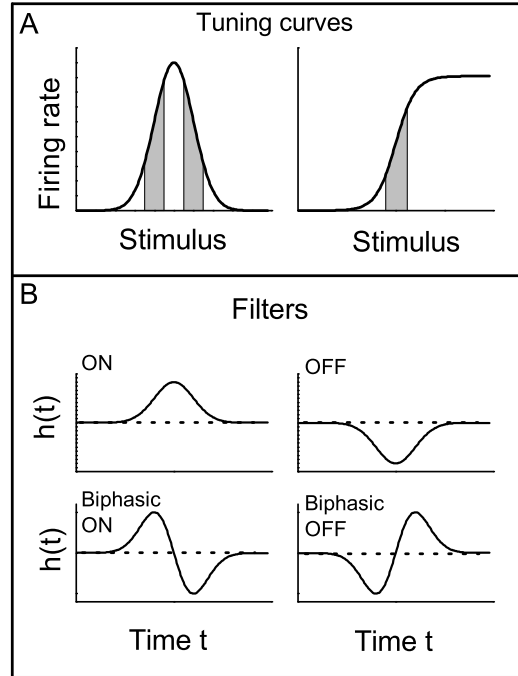 A
Tuning curves
Firing rate
Stimulus
Stimulus
B
Filters
ON
OFF
h(t)
Biphasic
ON
Biphasic
OFF
h(t)
Time t
Time t